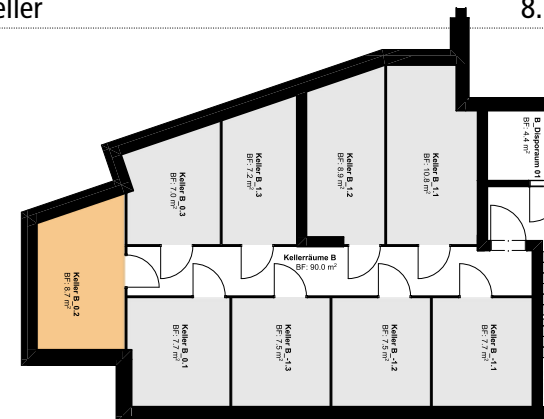 eller
8.
B_Disporaum 01
BF: 4.4 m²
Keller B_0.3
BF: 7.0 m²
Keller B_1.3
BF: 7.2 m²
Keller B_1.2
BF: 8.9 m²
Keller B_1.1
BF: 10.8 m²
Kellerräume B
BF: 90.0 m²
Keller B_0.2
BF: 8.7 m²
Keller B_0.1
BF: 7.7 m²
Keller B_-1.3
BF: 7.5 m²
Keller B_-1.2
BF: 7.5 m²
Keller B_-1.1
BF: 7.7 m²